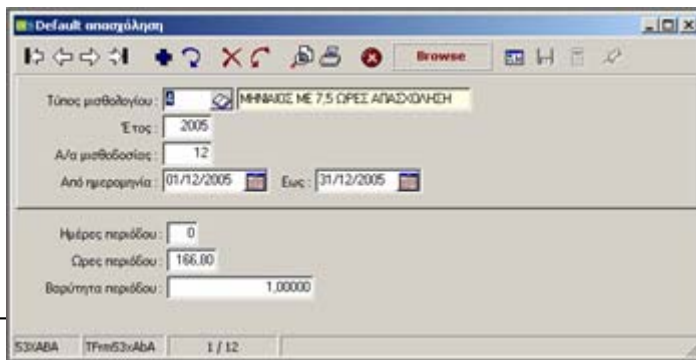 Default απασχόληση
Browse
Τύπος μισθολογίου : 4 ΜΗΝΙΑΙΟΣ ΜΕ 7,5 ΩΡΕΣ ΑΠΑΣΧΟΛΗΣΗ
Έτος : 2005
Α/α μισθοδοσίας : 12
Από ημερομηνία : 01/12/2005 Εως : 31/12/2005
Ημέρες περιόδου : 0
Ωρες περιόδου : 166,80
Βαρύτητα περιόδου : 1,00000
53XABA TFrm53xAbA 1 / 12